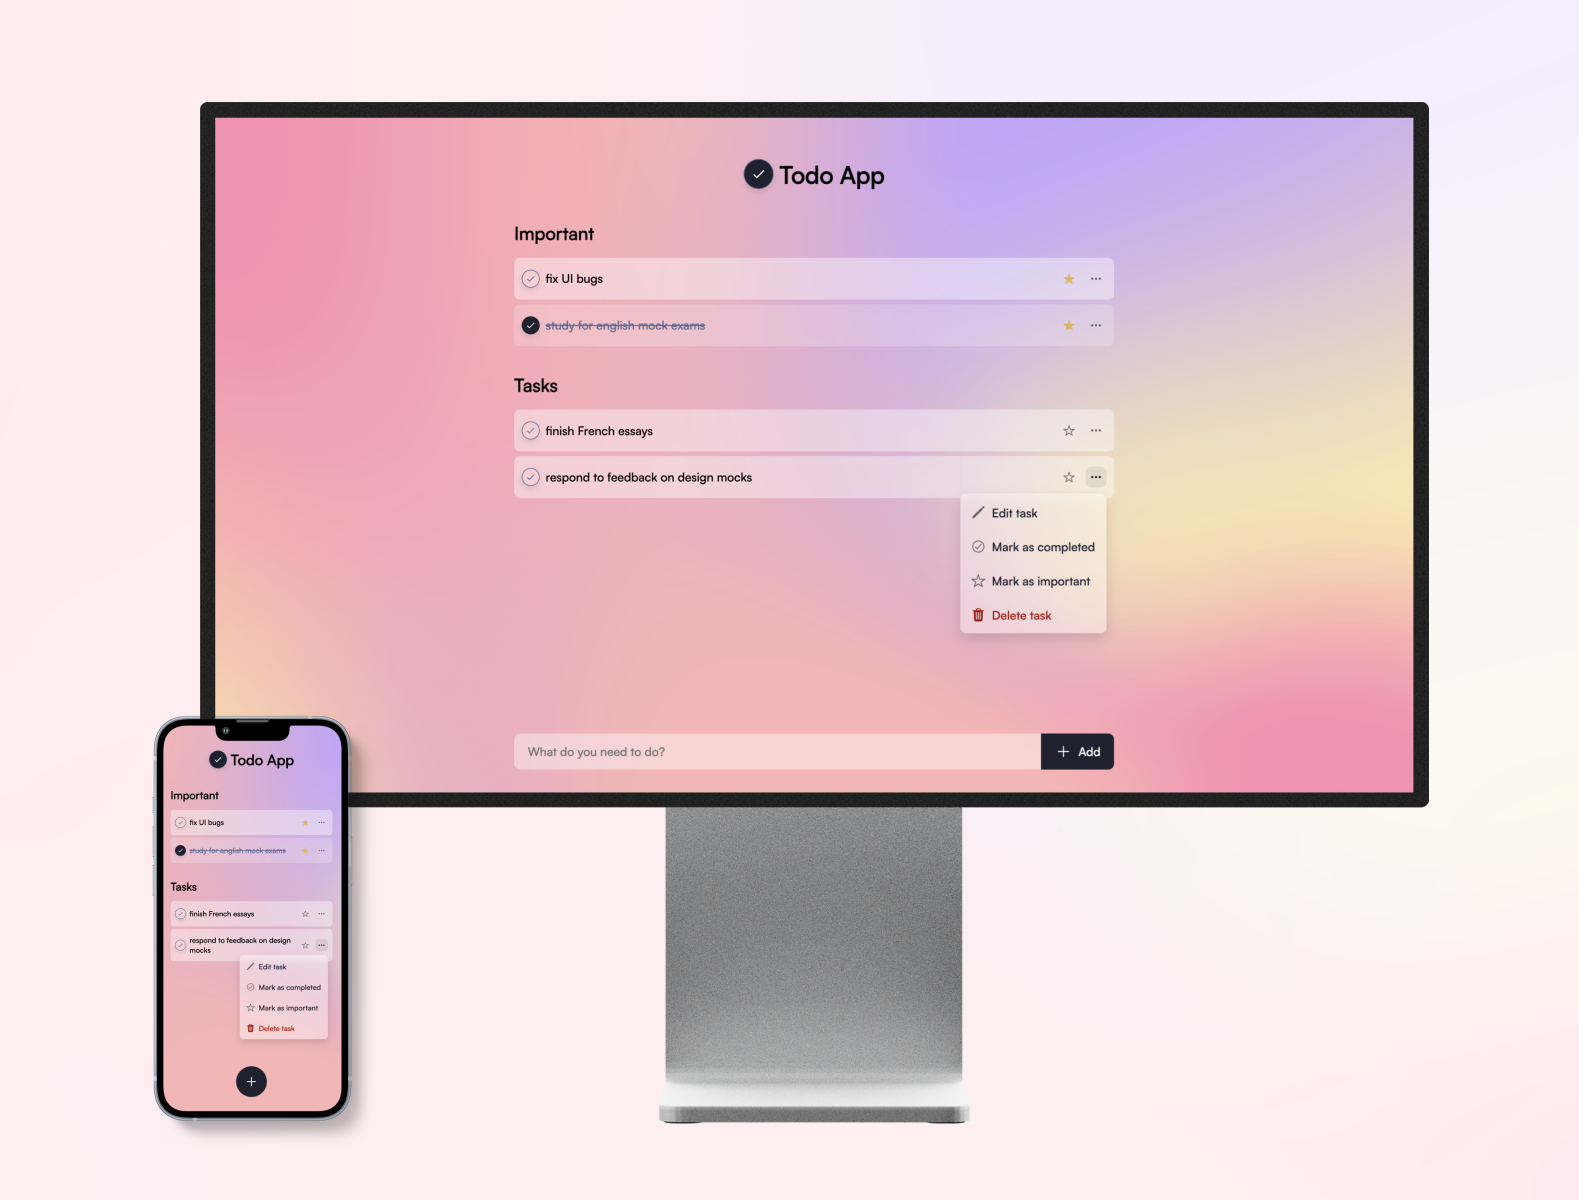 Todo App
Important
fix UI bugs
study for english mock exams
Tasks
finish French essays
respond to feedback on design mocks
Edit task
Mark as completed
Mark as important
Delete task
What do you need to do?
Add
Todo App
Important
fix UI bugs
study for english mock exams
Tasks
finish French essays
respond to feedback on design
mocks
Edit task
Mark as completed
Mark as important
Delete task